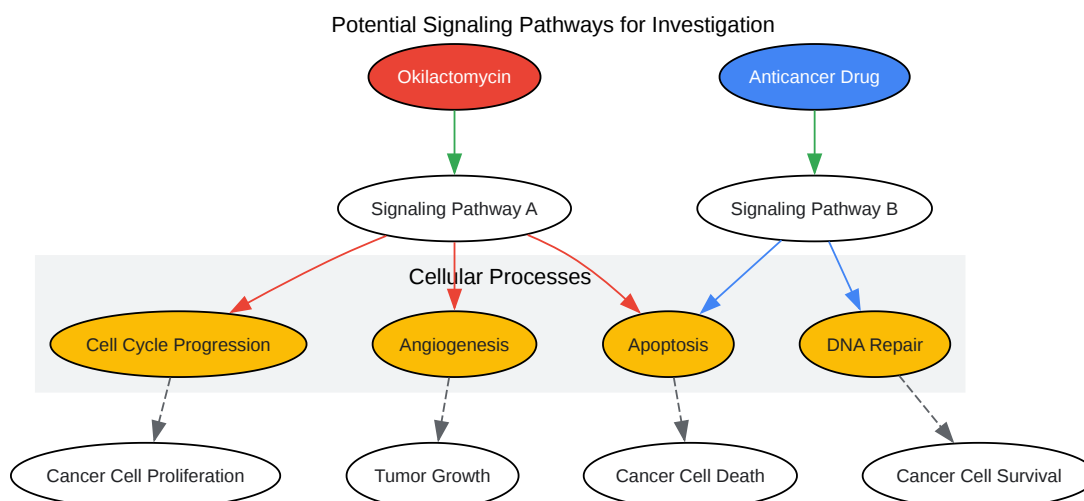 Potential Signaling Pathways for Investigation
Okilactomycin
Anticancer Drug
Signaling Pathway A
Signaling Pathway B
Cellular Processes
Cell Cycle Progression
Angiogenesis
Apoptosis
DNA Repair
Cancer Cell Proliferation
Tumor Growth
Cancer Cell Death
Cancer Cell Survival